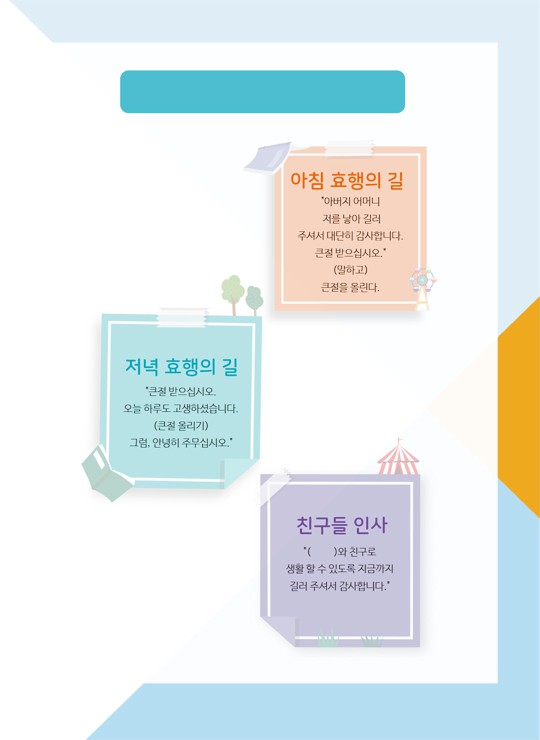 아침 효행의 길
"아버지 어머니
저를 낳아 길러
주셔서 대단히 감사합니다.
큰절 받으십시오."
(말하고)
큰절을 올린다.
저녁 효행의 길
"큰절 받으십시오.
오늘 하루도 고생하셨습니다.
(큰절 올리기)
그럼, 안녕히 주무십시오."
친구들 인사
"(        )와 친구로
생활 할 수 있도록 지금까지
길러 주셔서 감사합니다."